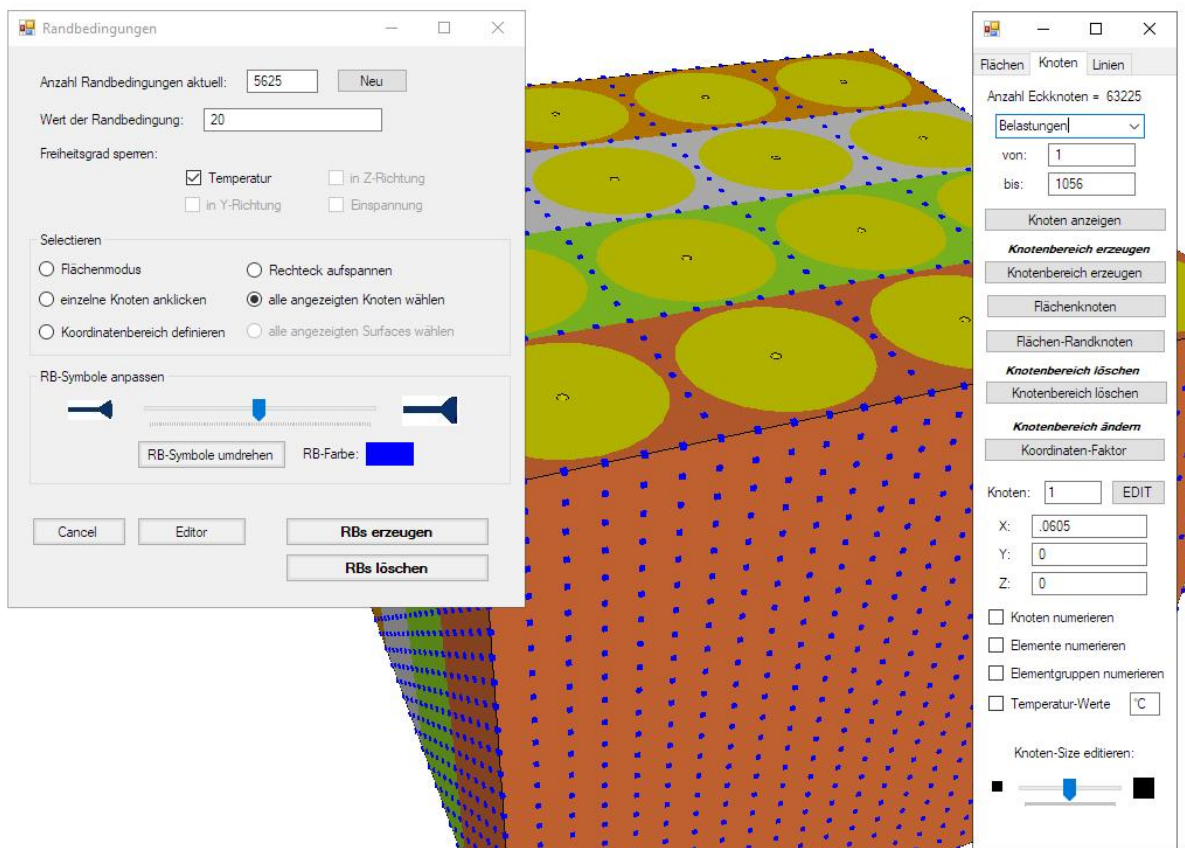 Randbedingungen
Anzahl Randbedingungen aktuell: 5625 Neu
Wert der Randbedingung: 20
Freiheitsgrad sperren:
Temperatur in Z-Richtung
in Y-Richtung Einspannung
Selectieren
Flächenmodus Rechteck aufspannen
einzelne Knoten anklicken alle angezeigten Knoten wählen
Koordinatenbereich definieren alle angezeigten Surfaces wählen
RB-Symbole anpassen
RB-Symbole umdrehen RB-Farbe:
Cancel Editor RBs erzeugen
RBs löschen
Flächen Knoten Linien
Anzahl Eckknoten = 63225
Belastungen
von: 1
bis: 1056
Knoten anzeigen
Knotenbereich erzeugen
Knotenbereich erzeugen
Flächenknoten
Flächen-Randknoten
Knotenbereich löschen
Knotenbereich löschen
Knotenbereich ändern
Koordinaten-Faktor
Knoten: 1 EDIT
X: .0605
Y: 0
Z: 0
Knoten numerieren
Elemente numerieren
Elementgruppen numerieren
Temperatur-Werte °C
Knoten-Size editieren: